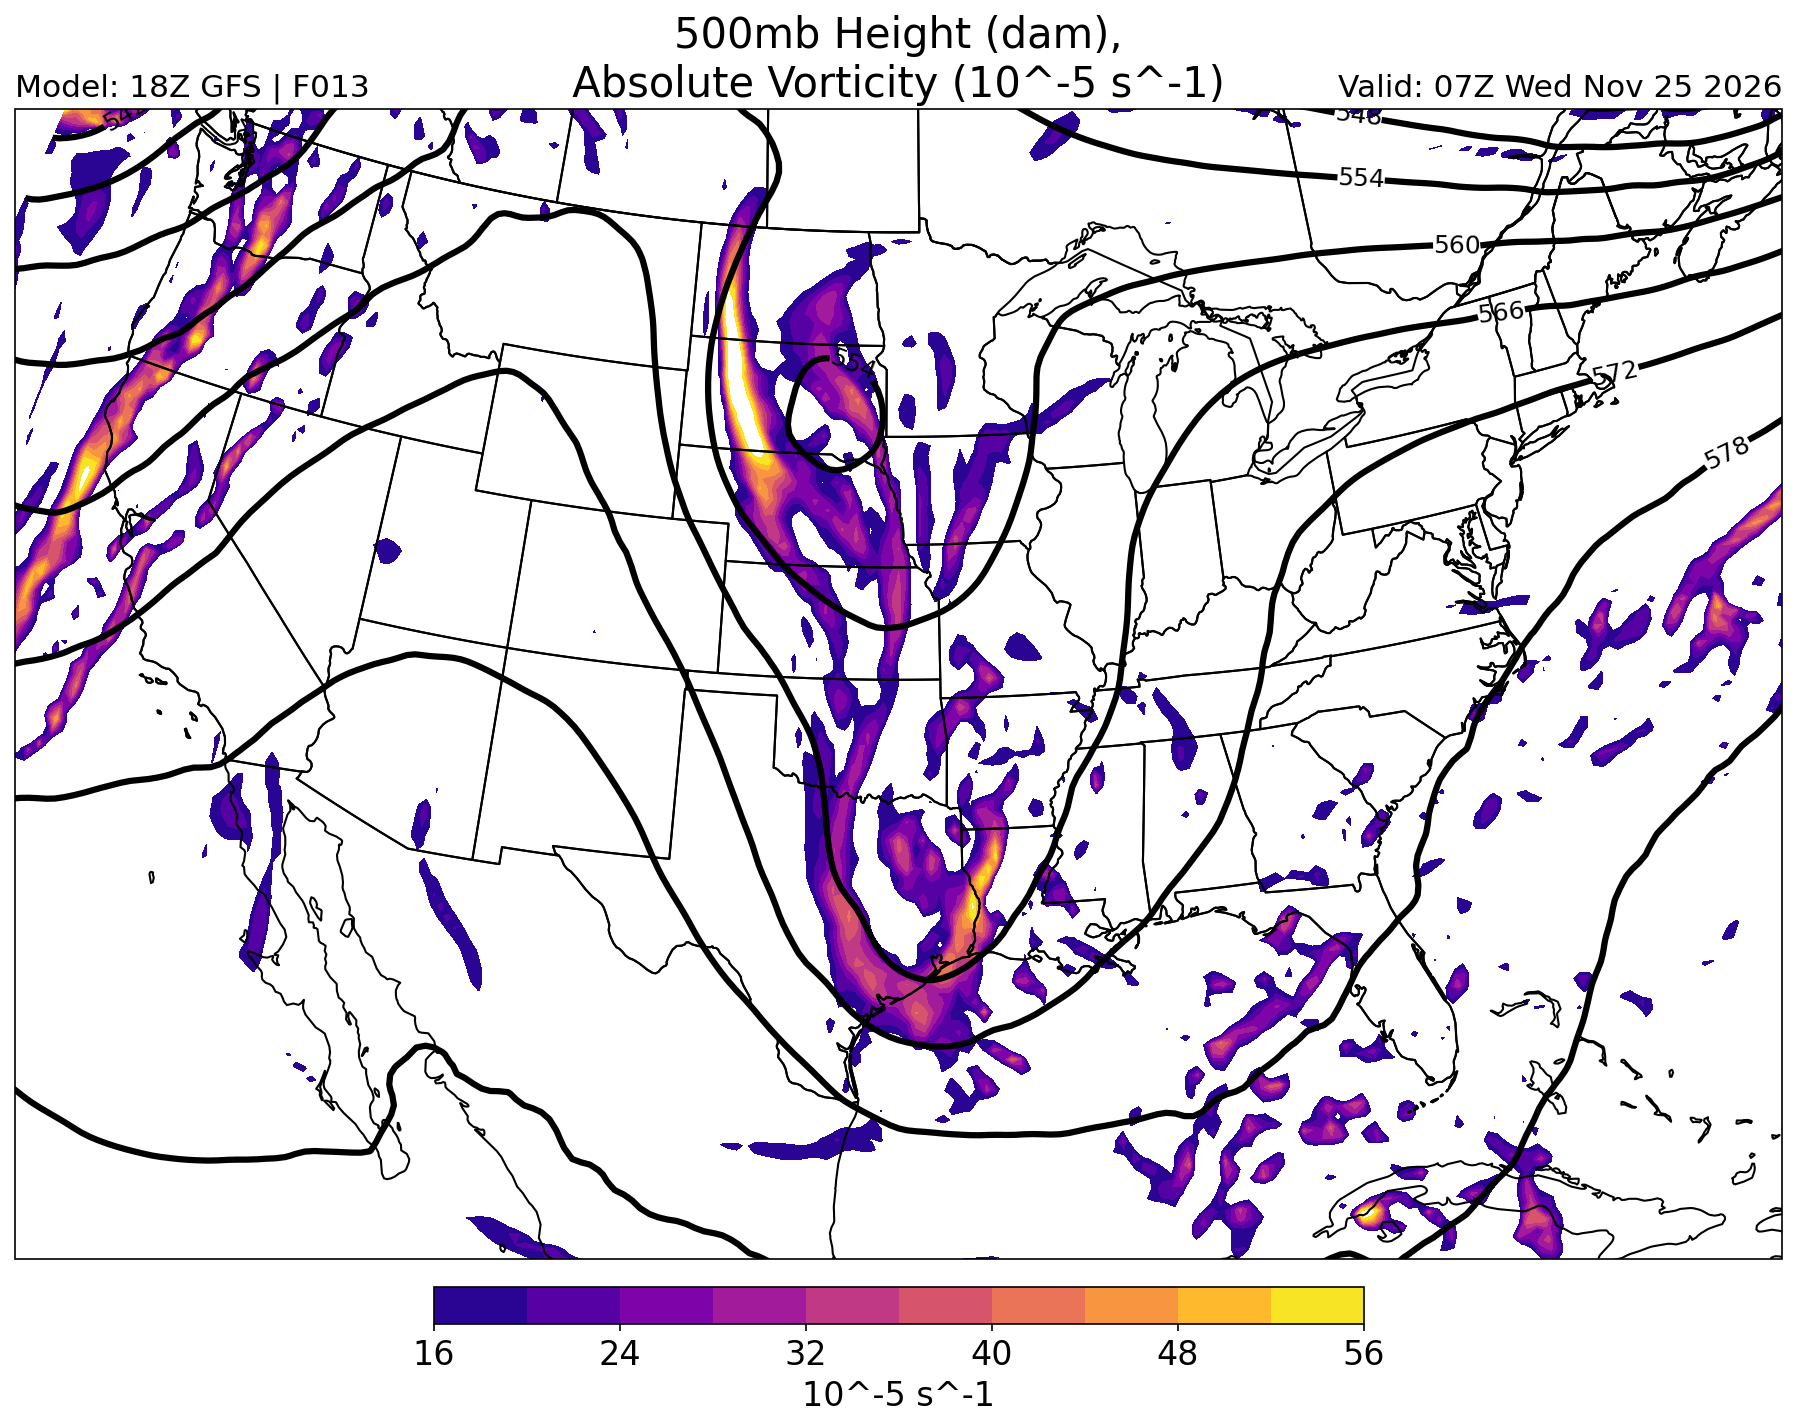 500mb Height (dam),
Absolute Vorticity (10^-5 s^-1)
Model: 18Z GFS | F013
Valid: 07Z Wed Nov 25 2026
548
554
560
566
572
578
554
16 24 32 40 48 56
10^-5 s^-1